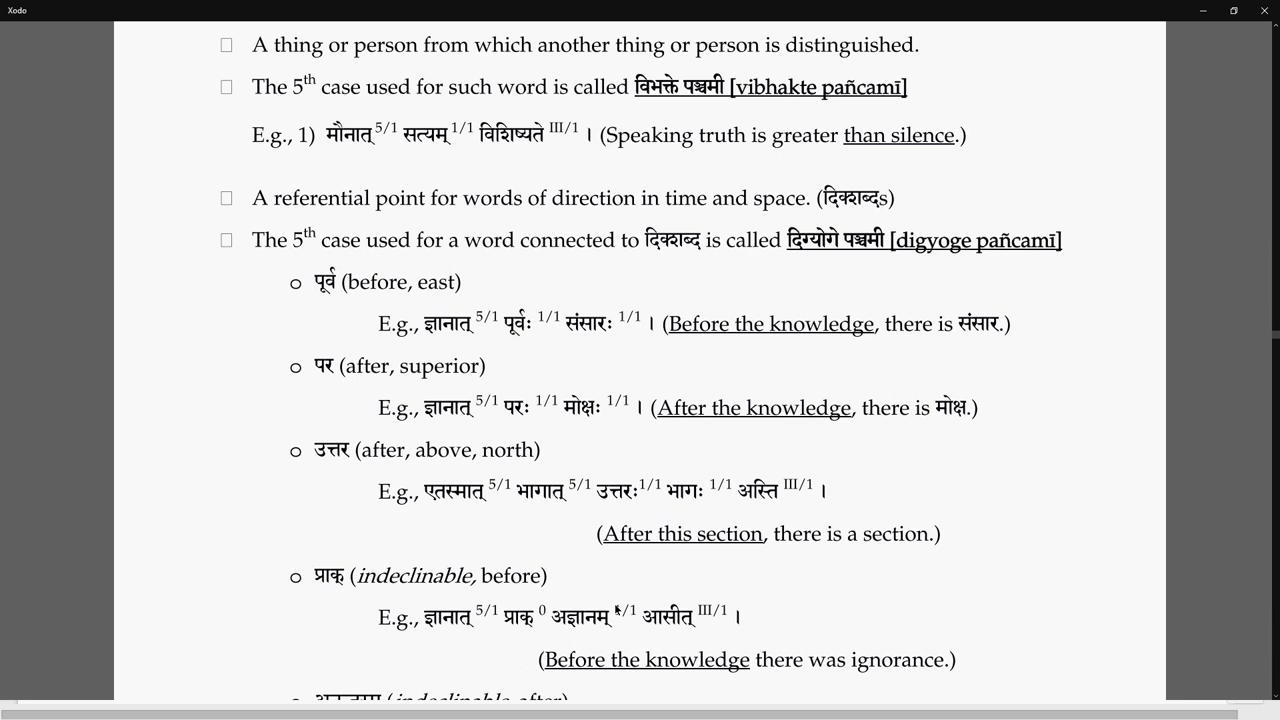 Xodo
A thing or person from which another thing or person is distinguished.
The 5th case used for such word is called विभक्ते पञ्चमी [vibhakte pañcamī]
E.g., 1) मौनात् 5/1 सत्यम् 1/1 विशिष्यते III/1 । (Speaking truth is greater than silence.)
A referential point for words of direction in time and space. (दिक्शब्दs)
The 5th case used for a word connected to दिक्शब्द is called दिग्योगे पञ्चमी [digyoge pañcamī]
o पूर्व (before, east)
E.g., ज्ञानात् 5/1 पूर्वः 1/1 संसारः 1/1 । (Before the knowledge, there is संसार.)
o पर (after, superior)
E.g., ज्ञानात् 5/1 परः 1/1 मोक्षः 1/1 । (After the knowledge, there is मोक्ष.)
o उत्तर (after, above, north)
E.g., एतस्मात् 5/1 भागात् 5/1 उत्तरः 1/1 भागः 1/1 अस्ति III/1 ।
(After this section, there is a section.)
o प्राक् (indeclinable, before)
E.g., ज्ञानात् 5/1 प्राक् 0 अज्ञानम् /1 आसीत् III/1 ।
(Before the knowledge there was ignorance.)
(indeclinable, after)